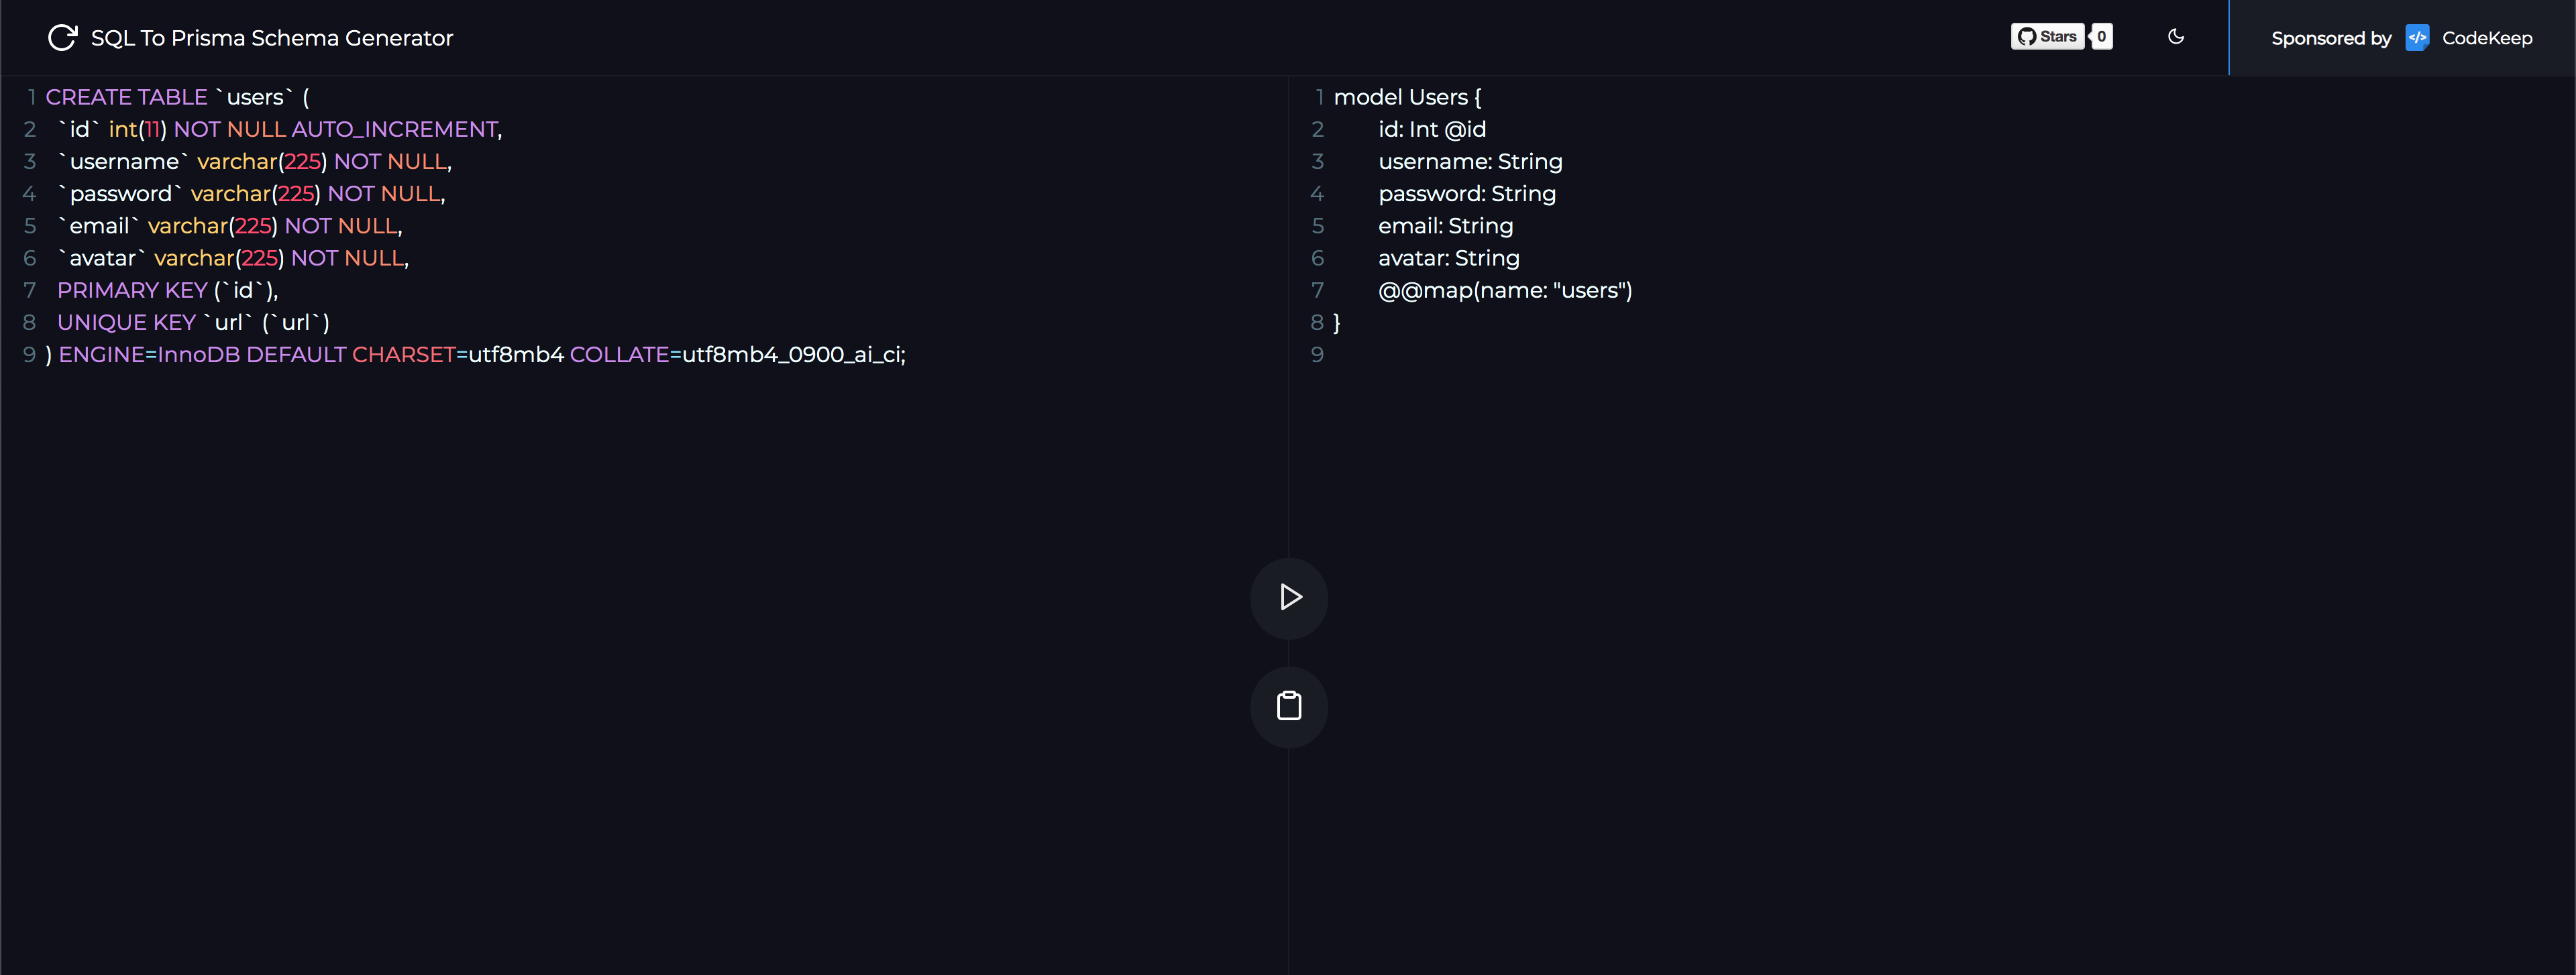 SQL To Prisma Schema Generator
Stars 0
Sponsored by </> CodeKeep
1 CREATE TABLE `users` (
2 `id` int(11) NOT NULL AUTO_INCREMENT,
3 `username` varchar(225) NOT NULL,
4 `password` varchar(225) NOT NULL,
5 `email` varchar(225) NOT NULL,
6 `avatar` varchar(225) NOT NULL,
7 PRIMARY KEY (`id`),
8 UNIQUE KEY `url` (`url`)
9 ) ENGINE=InnoDB DEFAULT CHARSET=utf8mb4 COLLATE=utf8mb4_0900_ai_ci;
1 model Users {
2 id: Int @id
3 username: String
4 password: String
5 email: String
6 avatar: String
7 @@map(name: "users")
8 }
9